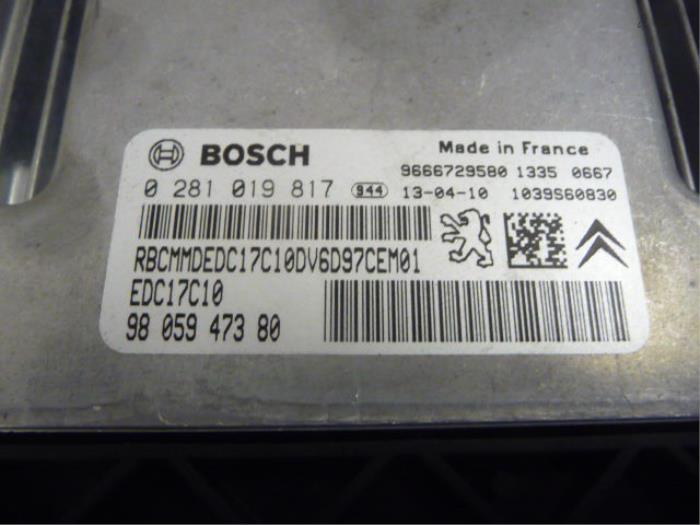 BOSCH
Made in France
9666729580 1335 0667
0 281 019 817 944 13-04-10 1039S60830
RBCMMDEDC17C10DV6D97CEM01
EDC17C10
98 059 473 80